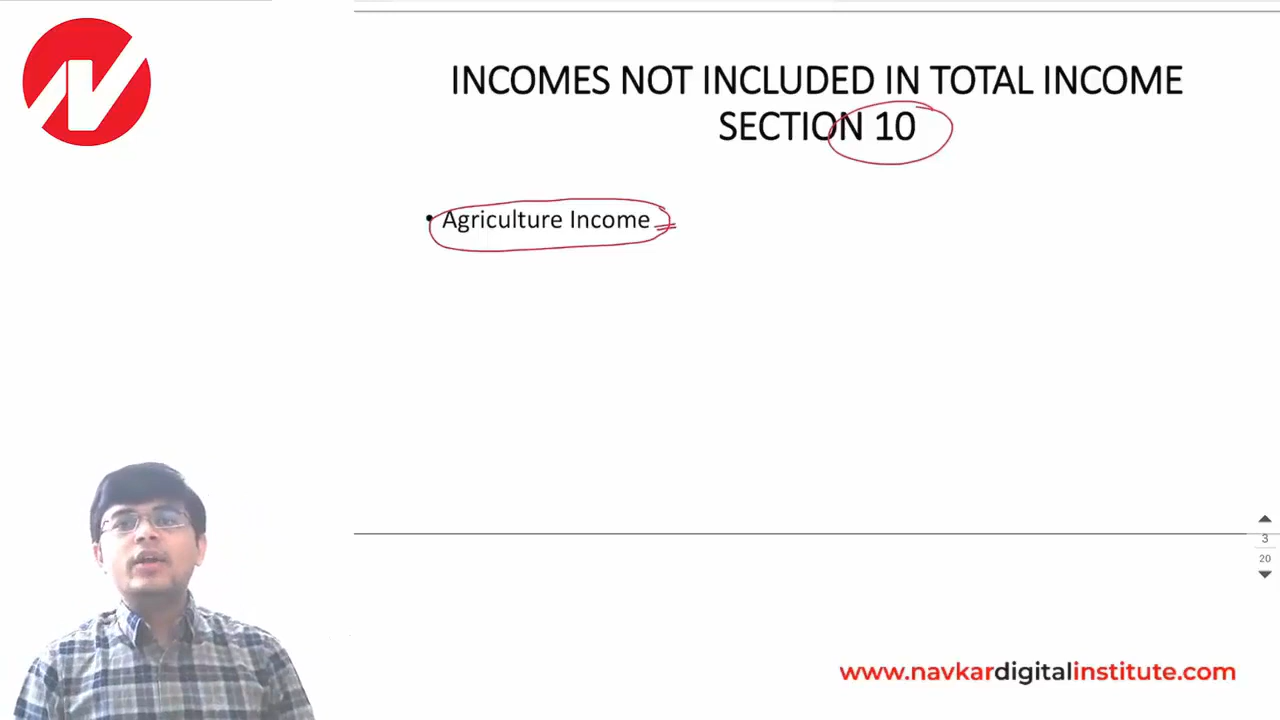 INCOMES NOT INCLUDED IN TOTAL INCOME
SECTION 10
• Agriculture Income
3
20
www.navkardigitalinstitute.com